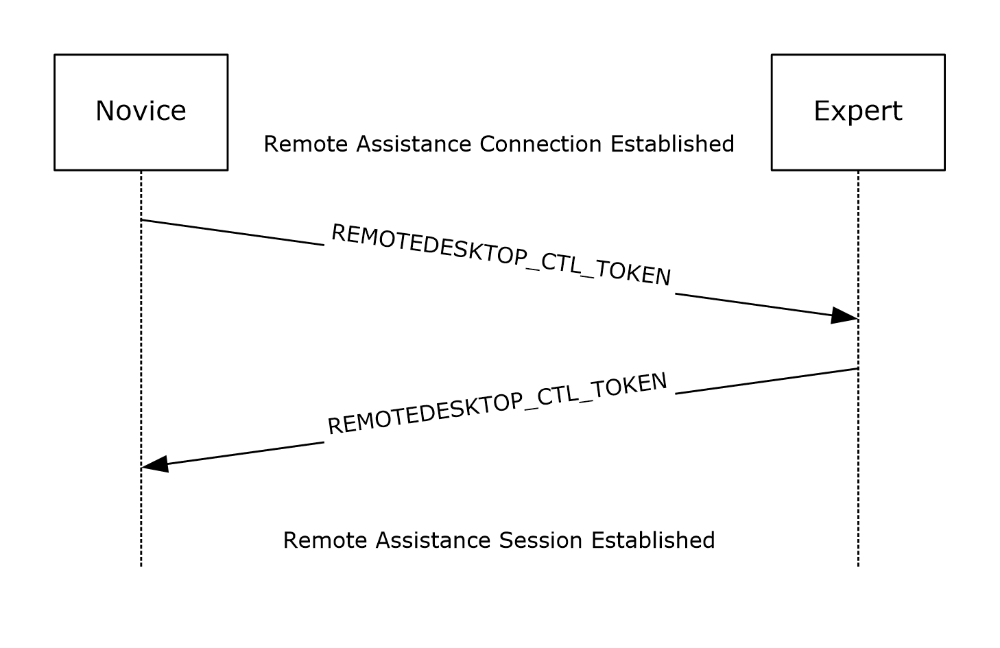 Novice
Expert
Remote Assistance Connection Established
REMOTEDESKTOP_CTL_TOKEN
REMOTEDESKTOP_CTL_TOKEN
Remote Assistance Session Established